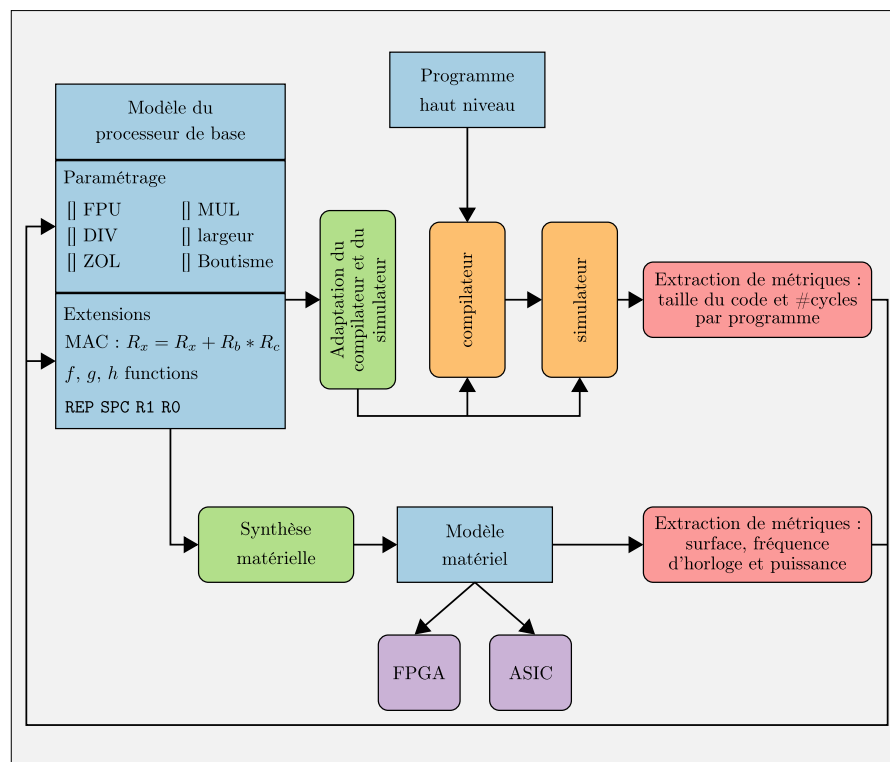 Programme
haut niveau
Modèle du
processeur de base
Paramétrage
[] FPU
[] MUL
[] DIV
[] largeur
[] ZOL
[] Boutisme
Extensions
MAC : Rx = Rx + Rb * Rc
f, g, h functions
REP SPC R1 R0
Adaptation du
compilateur et du
simulateur
compilateur
simulateur
Extraction de métriques :
taille du code et #cycles
par programme
Synthèse
matérielle
Modèle
matériel
Extraction de métriques :
surface, fréquence
d'horloge et puissance
FPGA
ASIC